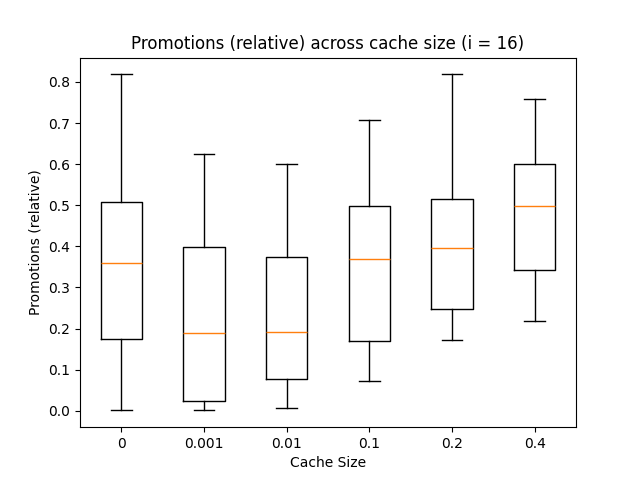 Promotions (relative) across cache size (i = 16)
0.8
0.7
0.6
0.5
0.4
0.3
0.2
0.1
0.0
Promotions (relative)
0 0.001 0.01 0.1 0.2 0.4
Cache Size